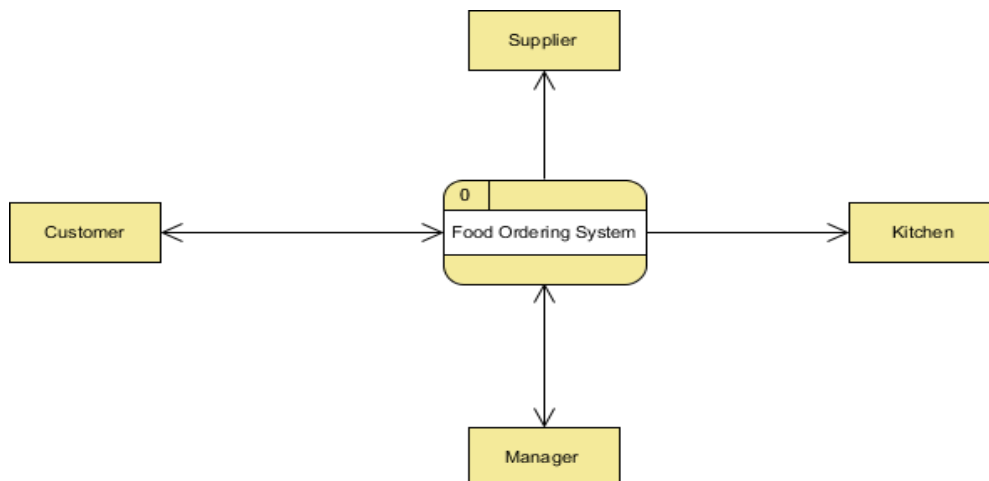 Supplier
0
Customer
Food Ordering System
Kitchen
Manager